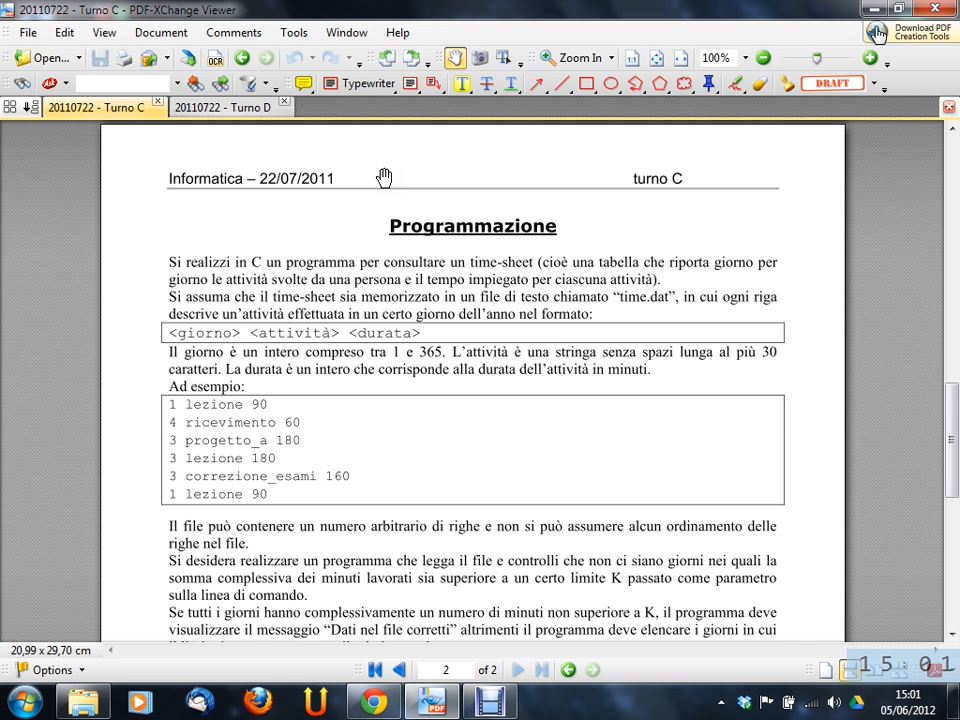 20110722 - Turno C - PDF-XChange Viewer
File Edit View Document Comments Tools Window Help
Download PDF
Creation Tools
Open... OCR Zoom In 100%
Typewriter DRAFT
20110722 - Turno C 20110722 - Turno D
Informatica – 22/07/2011 turno C
Programmazione
Si realizzi in C un programma per consultare un time-sheet (cioè una tabella che riporta giorno per
giorno le attività svolte da una persona e il tempo impiegato per ciascuna attività).
Si assuma che il time-sheet sia memorizzato in un file di testo chiamato “time.dat”, in cui ogni riga
descrive un’attività effettuata in un certo giorno dell’anno nel formato:
<giorno> <attività> <durata>
Il giorno è un intero compreso tra 1 e 365. L’attività è una stringa senza spazi lunga al più 30
caratteri. La durata è un intero che corrisponde alla durata dell’attività in minuti.
Ad esempio:
1 lezione 90
4 ricevimento 60
3 progetto_a 180
3 lezione 180
3 correzione_esami 160
1 lezione 90
Il file può contenere un numero arbitrario di righe e non si può assumere alcun ordinamento delle
righe nel file.
Si desidera realizzare un programma che legga il file e controlli che non ci siano giorni nei quali la
somma complessiva dei minuti lavorati sia superiore a un certo limite K passato come parametro
sulla linea di comando.
Se tutti i giorni hanno complessivamente un numero di minuti non superiore a K, il programma deve
visualizzare il messaggio “Dati nel file corretti” altrimenti il programma deve elencare i giorni in cui
20,99 x 29,70 cm
Options 2 of 2
15:01
PDF
15:01
05/06/2012